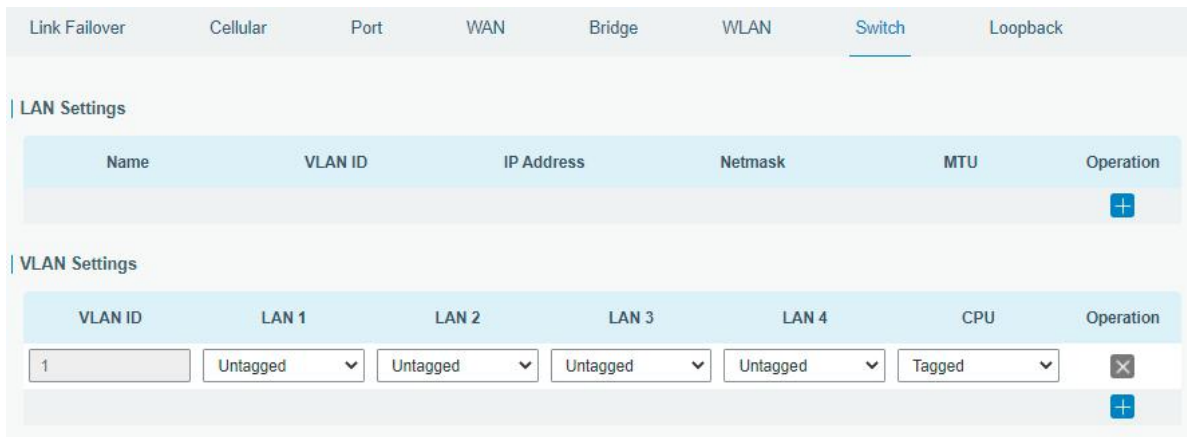 Link Failover Cellular Port WAN Bridge WLAN Switch Loopback
LAN Settings
Name VLAN ID IP Address Netmask MTU Operation
VLAN Settings
VLAN ID LAN 1 LAN 2 LAN 3 LAN 4 CPU Operation
1 Untagged Untagged Untagged Untagged Tagged